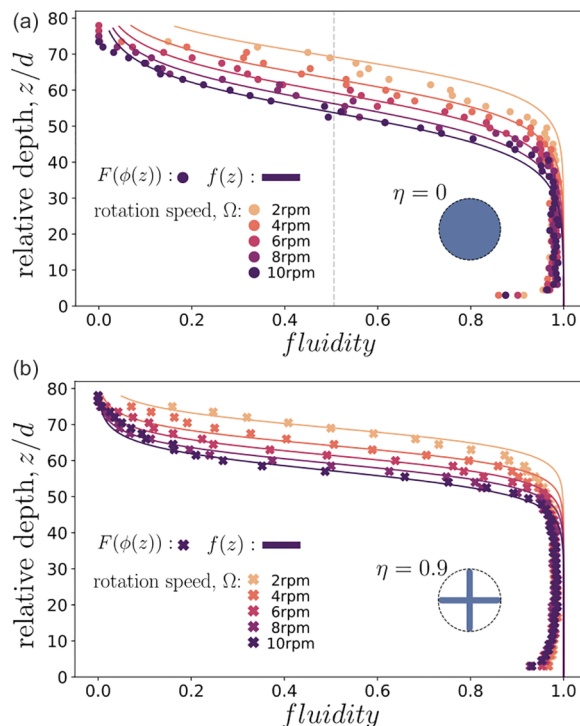 (a)
80
70
60
50
40
30
20
10
0
relative depth, z/d
F(ϕ(z)) : f(z) :
η = 0
rotation speed, Ω:
2rpm
4rpm
6rpm
8rpm
10rpm
0.0 0.2 0.4 0.6 0.8 1.0
fluidity
(b)
80
70
60
50
40
30
20
10
0
relative depth, z/d
F(ϕ(z)) : f(z) :
η = 0.9
rotation speed, Ω:
2rpm
4rpm
6rpm
8rpm
10rpm
0.0 0.2 0.4 0.6 0.8 1.0
fluidity